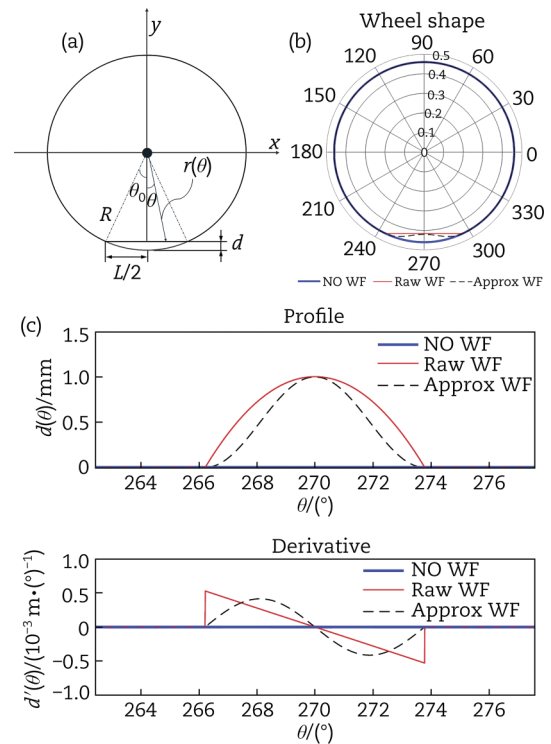 (a)
y
x
R
θ₀
θ
r(θ)
d
L/2
(b)
Wheel shape
90
120
60
150
30
180
0
210
330
240
300
270
0.5
0.4
0.3
0.2
0.1
0
NO WF
Raw WF
Approx WF
(c)
Profile
d(θ)/mm
1.5
1.0
0.5
0
NO WF
Raw WF
Approx WF
264 266 268 270 272 274 276
θ/(°)
Derivative
d′(θ)/(10⁻³ m•(°)⁻¹)
1.0
0.5
0
−0.5
−1.0
NO WF
Raw WF
Approx WF
264 266 268 270 272 274 276
θ/(°)